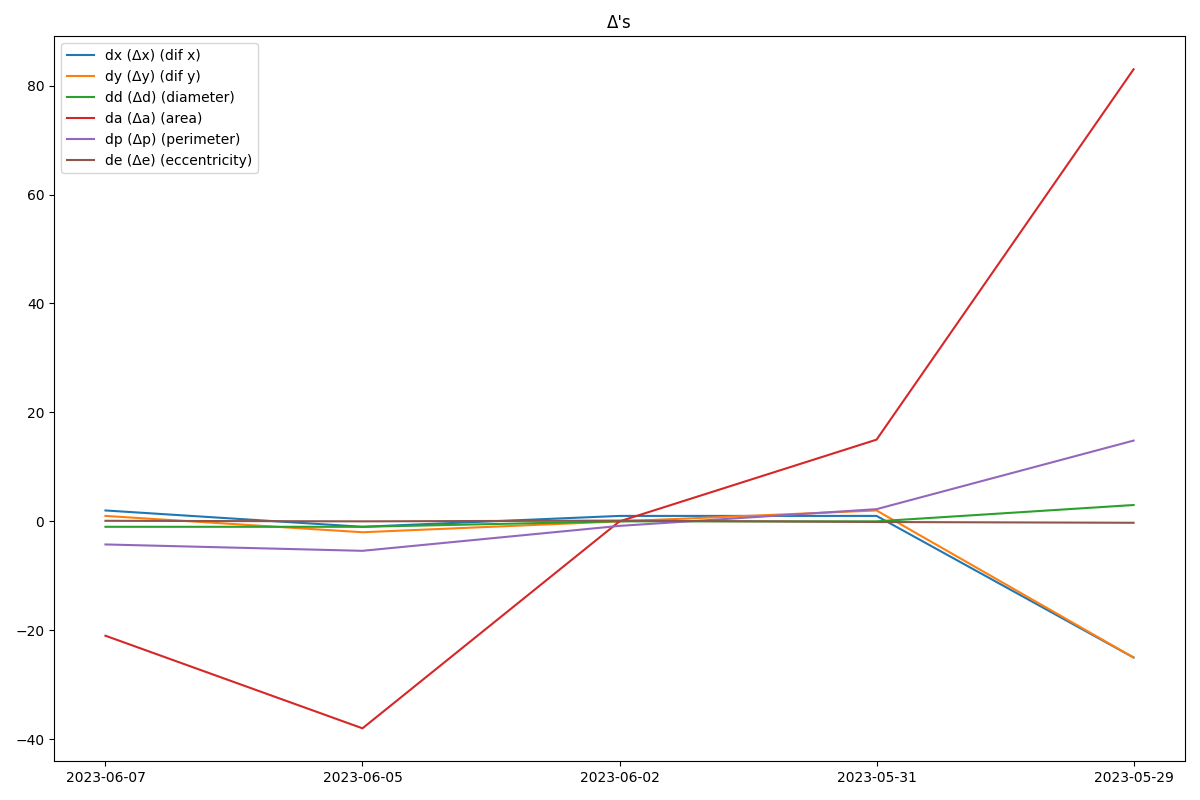 Δ's
dx (Δx) (dif x)
dy (Δy) (dif y)
dd (Δd) (diameter)
da (Δa) (area)
dp (Δp) (perimeter)
de (Δe) (eccentricity)
80
60
40
20
0
−20
−40
2023-06-07 2023-06-05 2023-06-02 2023-05-31 2023-05-29